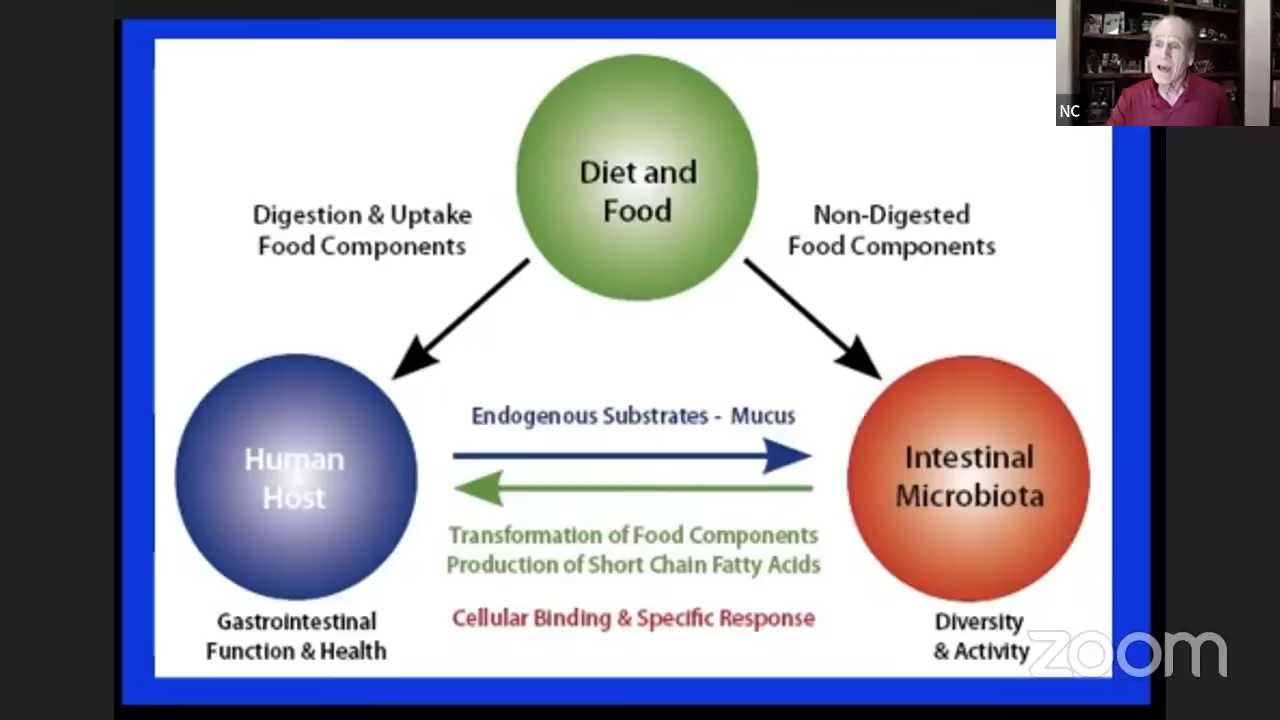 NC
Diet and
Food
Digestion & Uptake
Food Components
Non-Digested
Food Components
Endogenous Substrates - Mucus
Human
Host
Intestinal
Microbiota
Transformation of Food Components
Production of Short Chain Fatty Acids
Cellular Binding & Specific Response
Gastrointestinal
Function & Health
Diversity
& Activity
zoom